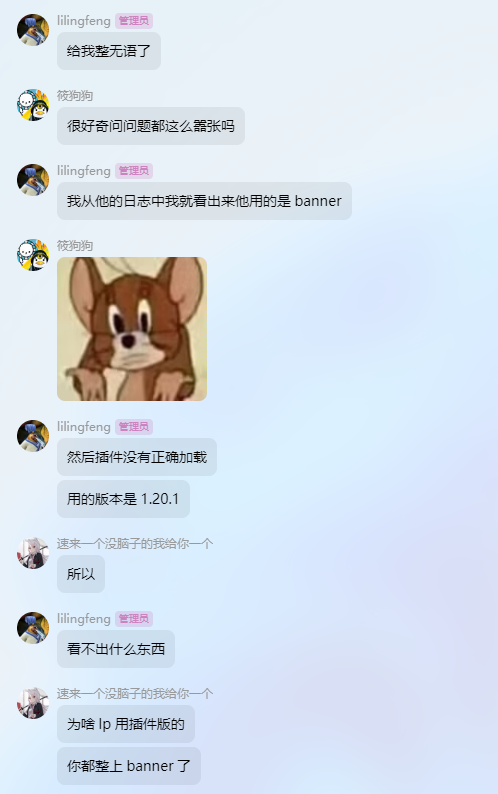 lilingfeng 管理员
给我整无语了
筱狗狗
很好奇问问题都这么嚣张吗
lilingfeng 管理员
我从他的日志中我就看出来他用的是 banner
筱狗狗
lilingfeng 管理员
然后插件没有正确加载
用的版本是 1.20.1
速来一个没脑子的我给你一个
所以
lilingfeng 管理员
看不出什么东西
速来一个没脑子的我给你一个
为啥 lp 用插件版的
你都整上 banner 了